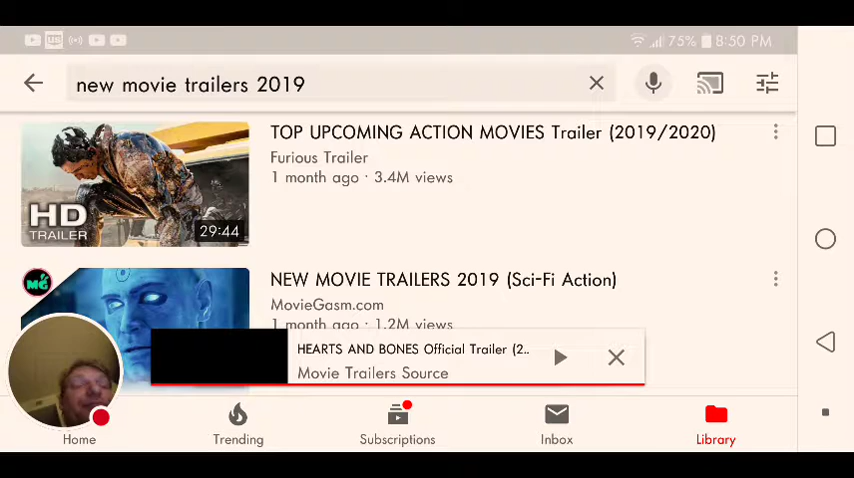 us
75% 8:50 PM
new movie trailers 2019
TOP UPCOMING ACTION MOVIES Trailer (2019/2020)
Furious Trailer
1 month ago · 3.4M views
HD
TRAILER
29:44
NEW MOVIE TRAILERS 2019 (Sci-Fi Action)
MG
MovieGasm.com
1 month ago · 1.2M views
HEARTS AND BONES Official Trailer (2..
Movie Trailers Source
Home
Trending
Subscriptions
Inbox
Library